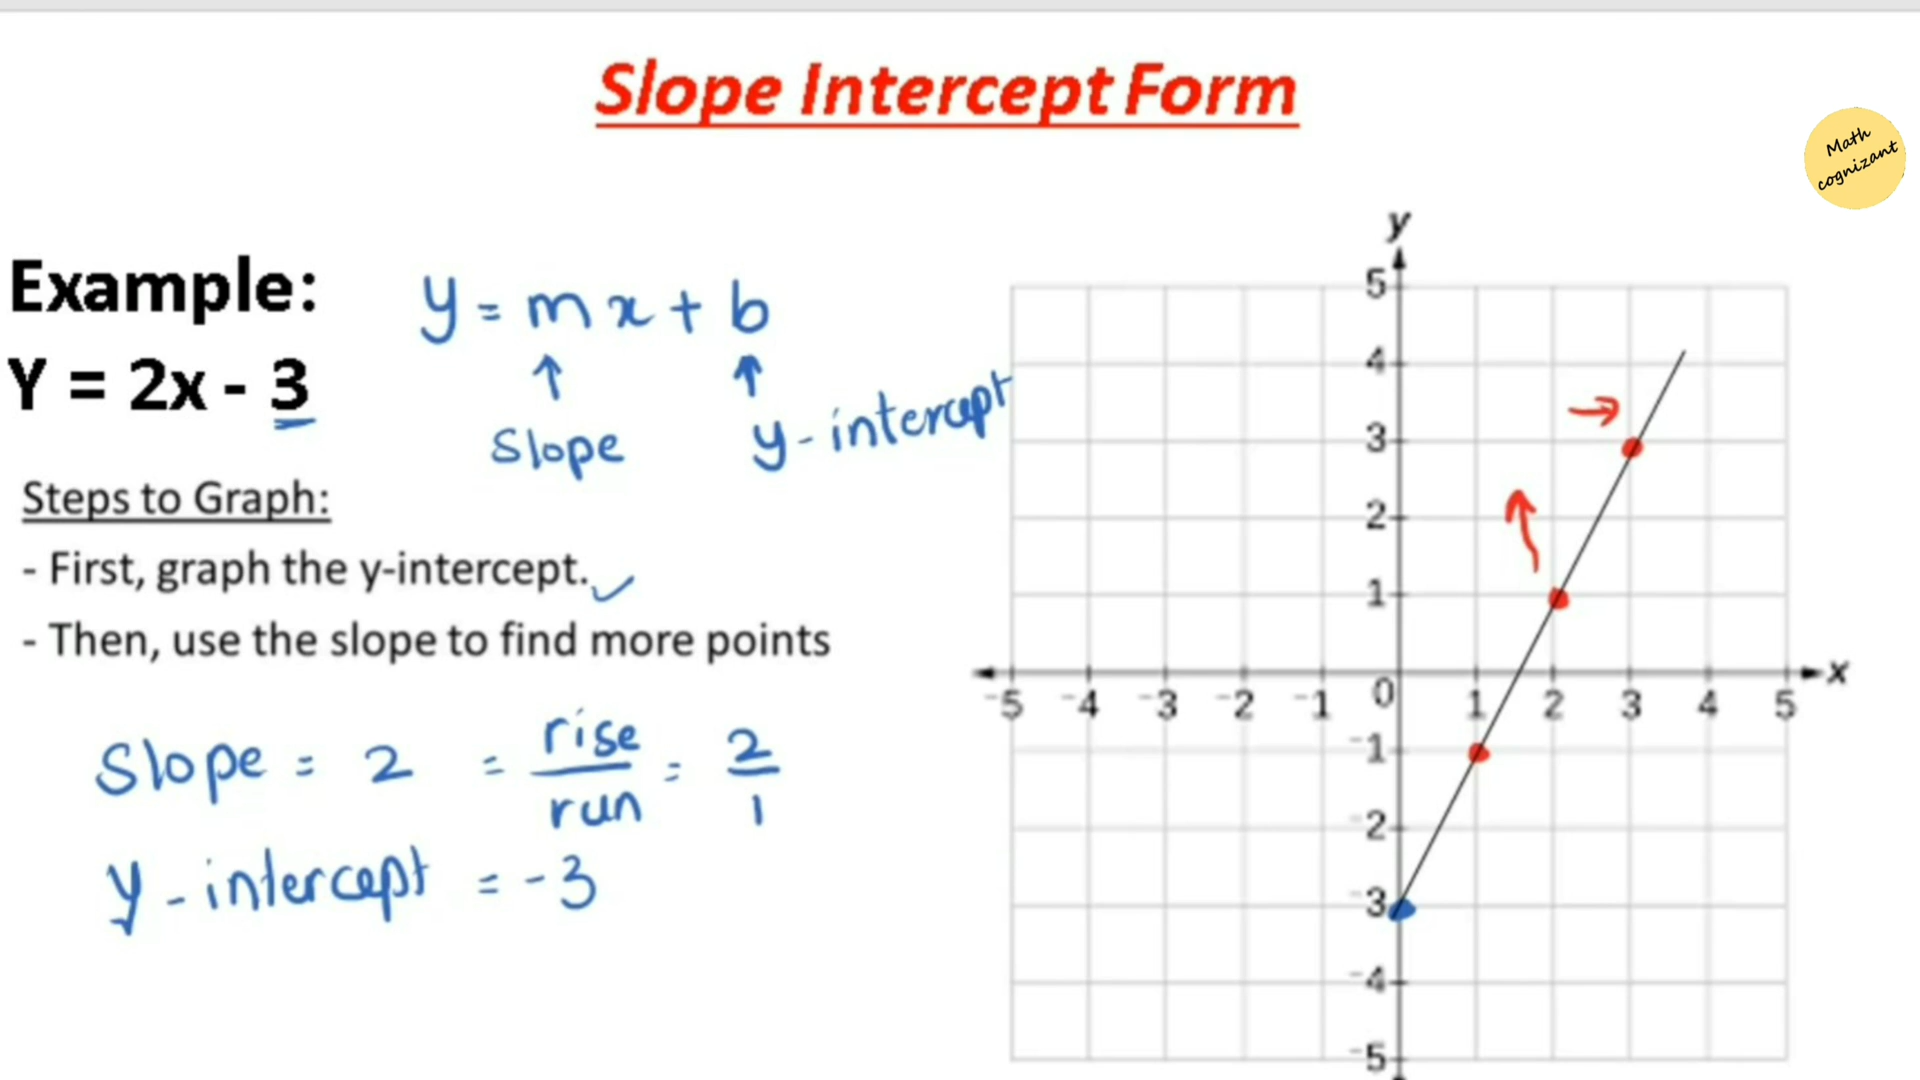 Slope Intercept Form
Math
cognizant
Example:
y = mx + b
Y = 2x - 3
slope
y - intercept
Steps to Graph:
- First, graph the y-intercept.
- Then, use the slope to find more points
Slope = 2 = rise/run = 2/1
y - intercept = -3
y
5
4
3
2
1
-5 -4 -3 -2 -1 0 1 2 3 4 5 x
-1
-2
-3
-4
-5